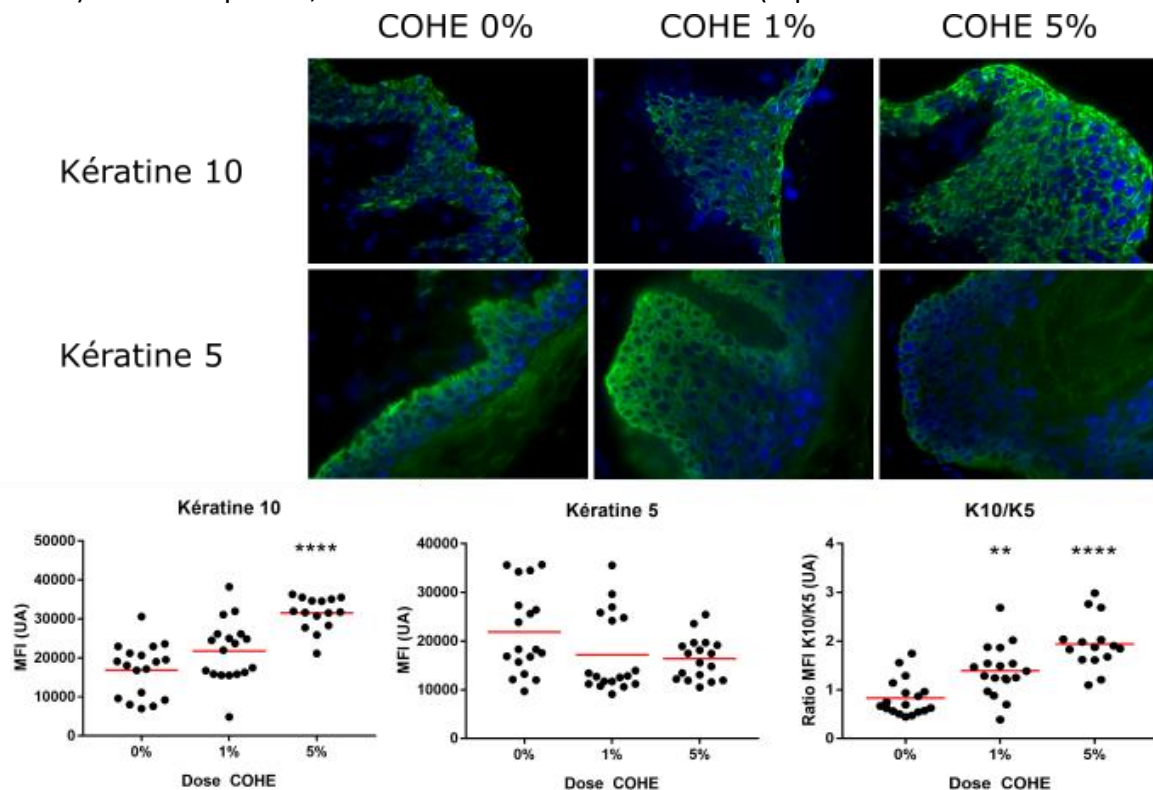 COHE 0% COHE 1% COHE 5%
Kératine 10
Kératine 5
Kératine 10
50000
40000
30000
20000
10000
0
MFI (UA)
****
0% 1% 5%
Dose COHE
Kératine 5
40000
30000
20000
10000
0
MFI (UA)
0% 1% 5%
Dose COHE
K10/K5
4
3
2
1
0
Ratio MFI K10/K5 (UA)
** ****
0% 1% 5%
Dose COHE